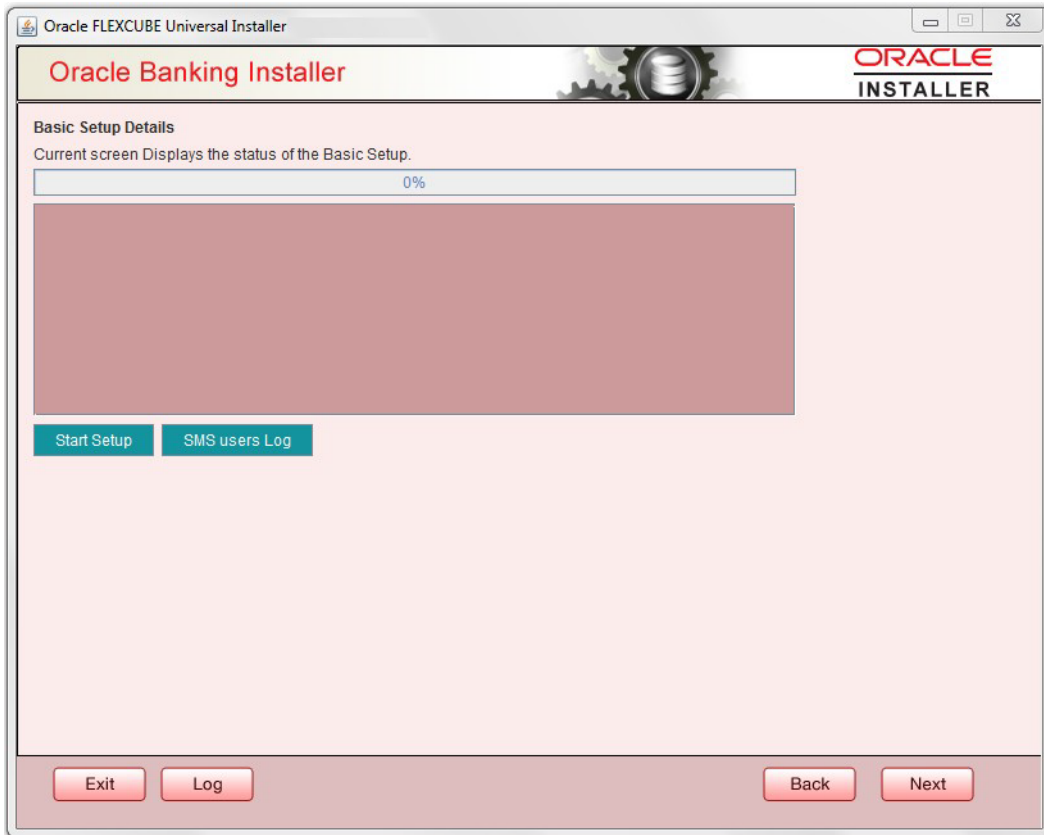 Oracle FLEXCUBE Universal Installer
Oracle Banking Installer
ORACLE
INSTALLER
Basic Setup Details
Current screen Displays the status of the Basic Setup.
0%
Start Setup SMS users Log
Exit Log Back Next